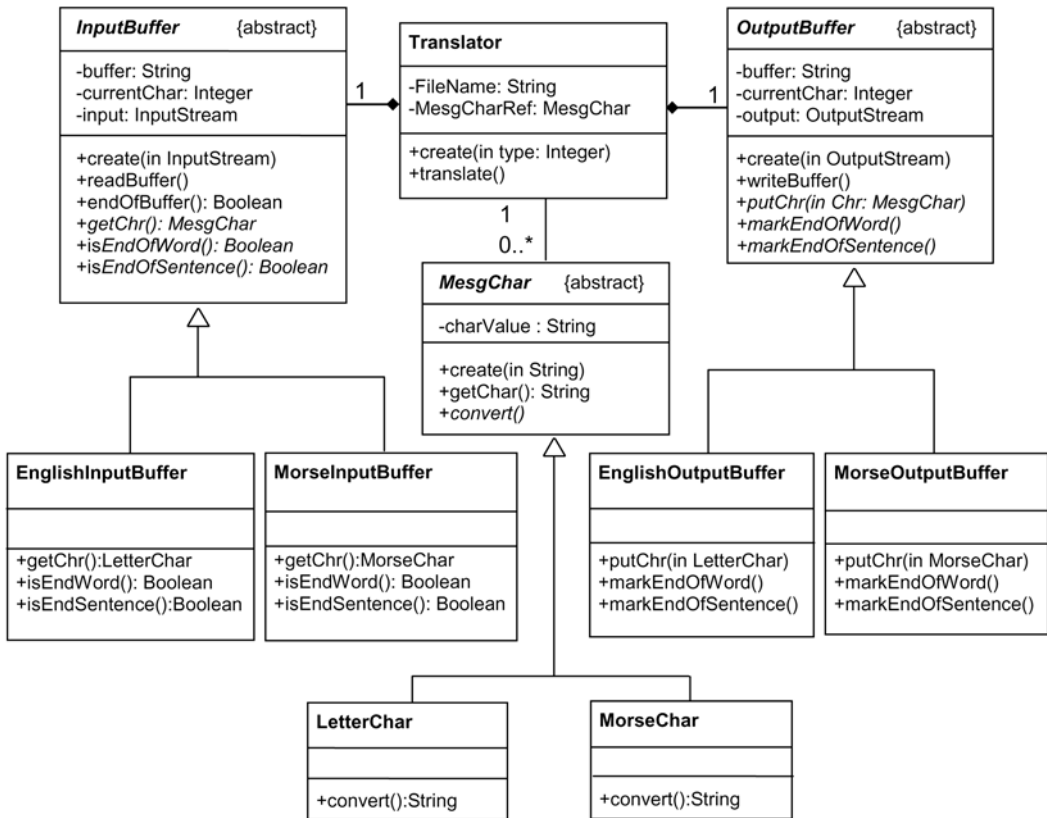 InputBuffer {abstract}
-buffer: String
-currentChar: Integer
-input: InputStream
+create(in InputStream)
+readBuffer()
+endOfBuffer(): Boolean
+getChr(): MesgChar
+isEndOfWord(): Boolean
+isEndOfSentence(): Boolean
1
Translator
-FileName: String
-MesgCharRef: MesgChar
+create(in type: Integer)
+translate()
1
OutputBuffer {abstract}
-buffer: String
-currentChar: Integer
-output: OutputStream
+create(in OutputStream)
+writeBuffer()
+putChr(in Chr: MesgChar)
+markEndOfWord()
+markEndOfSentence()
1
0..*
MesgChar {abstract}
-charValue : String
+create(in String)
+getChar(): String
+convert()
EnglishInputBuffer
+getChr():LetterChar
+isEndWord(): Boolean
+isEndSentence():Boolean
MorseInputBuffer
+getChr():MorseChar
+isEndWord(): Boolean
+isEndSentence(): Boolean
EnglishOutputBuffer
+putChr(in LetterChar)
+markEndOfWord()
+markEndOfSentence()
MorseOutputBuffer
+putChr(in MorseChar)
+markEndOfWord()
+markEndOfSentence()
LetterChar
+convert():String
MorseChar
+convert():String